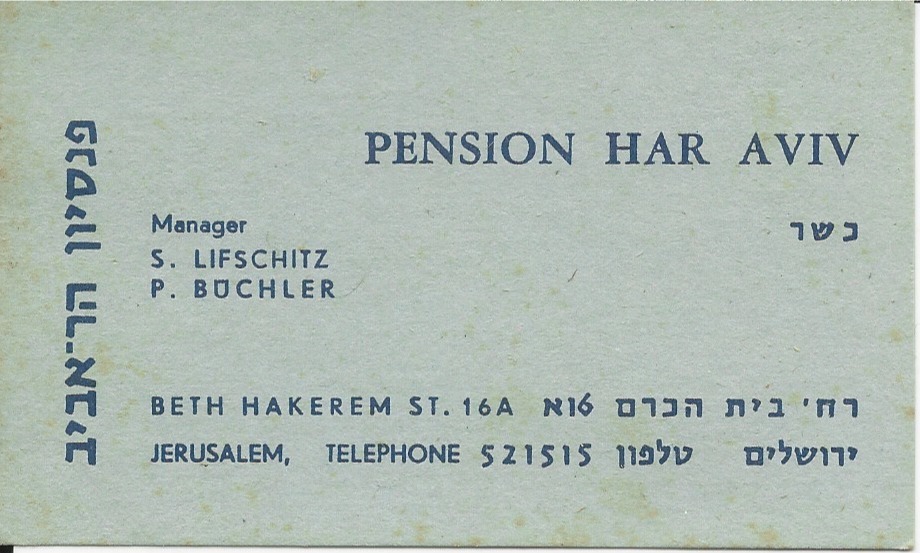 PENSION HAR AVIV
פנסיון הר־אביב
Manager
כשר
S. LIFSCHITZ
P. BÜCHLER
BETH HAKEREM ST. 16A רח' בית הכרם 16א
JERUSALEM, TELEPHONE 521515 ירושלים טלפון